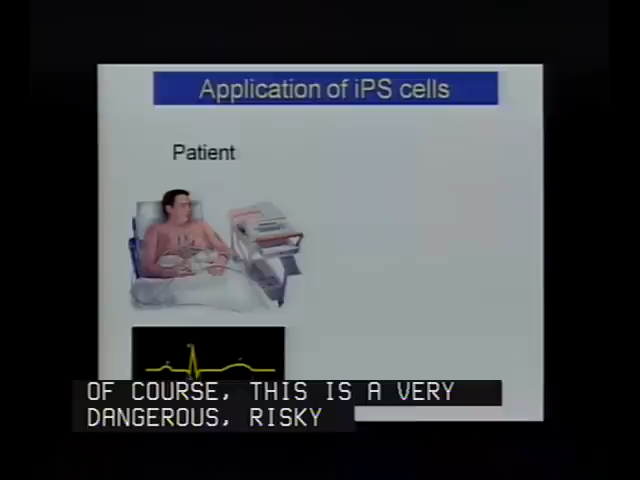 Application of iPS cells
Patient
OF COURSE, THIS IS A VERY
DANGEROUS, RISKY